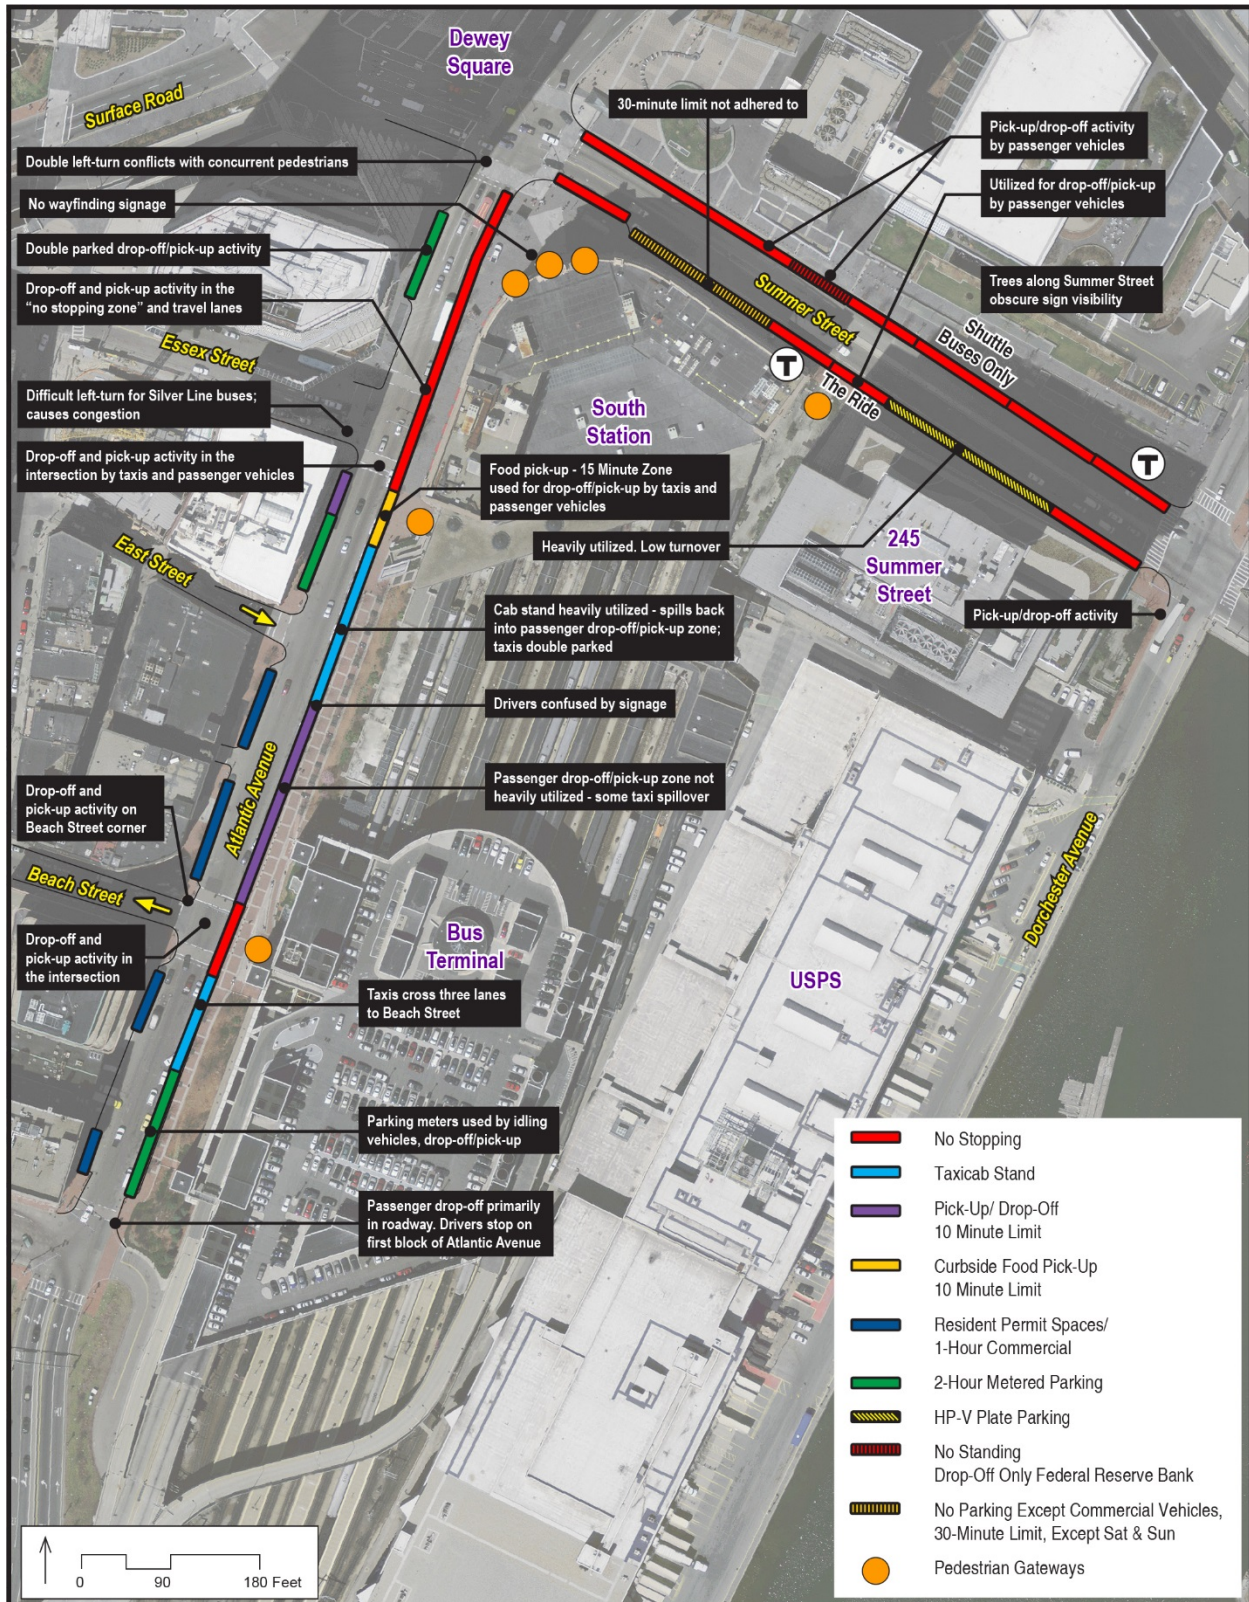 Dewey
Square
Surface Road
30-minute limit not adhered to
Pick-up/drop-off activity
by passenger vehicles
Double left-turn conflicts with concurrent pedestrians
Utilized for drop-off/pick-up
by passenger vehicles
No wayfinding signage
Double parked drop-off/pick-up activity
Drop-off and pick-up activity in the
“no stopping zone” and travel lanes
Trees along Summer Street
obscure sign visibility
Summer Street
Shuttle
Buses Only
Essex Street
T
The Ride
Difficult left-turn for Silver Line buses;
causes congestion
South
Station
Drop-off and pick-up activity in the
intersection by taxis and passenger vehicles
Food pick-up - 15 Minute Zone
used for drop-off/pick-up by taxis and
passenger vehicles
T
Heavily utilized. Low turnover
245
Summer
Street
East Street
Cab stand heavily utilized - spills back
into passenger drop-off/pick-up zone;
taxis double parked
Pick-up/drop-off activity
Drivers confused by signage
Atlantic Avenue
Passenger drop-off/pick-up zone not
heavily utilized - some taxi spillover
Drop-off and
pick-up activity on
Beach Street corner
Dorchester Avenue
Beach Street
Drop-off and
pick-up activity in
the intersection
Bus
Terminal
USPS
Taxis cross three lanes
to Beach Street
Parking meters used by idling
vehicles, drop-off/pick-up
Passenger drop-off primarily
in roadway. Drivers stop on
first block of Atlantic Avenue
No Stopping
Taxicab Stand
Pick-Up/ Drop-Off
10 Minute Limit
Curbside Food Pick-Up
10 Minute Limit
Resident Permit Spaces/
1-Hour Commercial
2-Hour Metered Parking
HP-V Plate Parking
No Standing
Drop-Off Only Federal Reserve Bank
No Parking Except Commercial Vehicles,
30-Minute Limit, Except Sat & Sun
Pedestrian Gateways
0 90 180 Feet